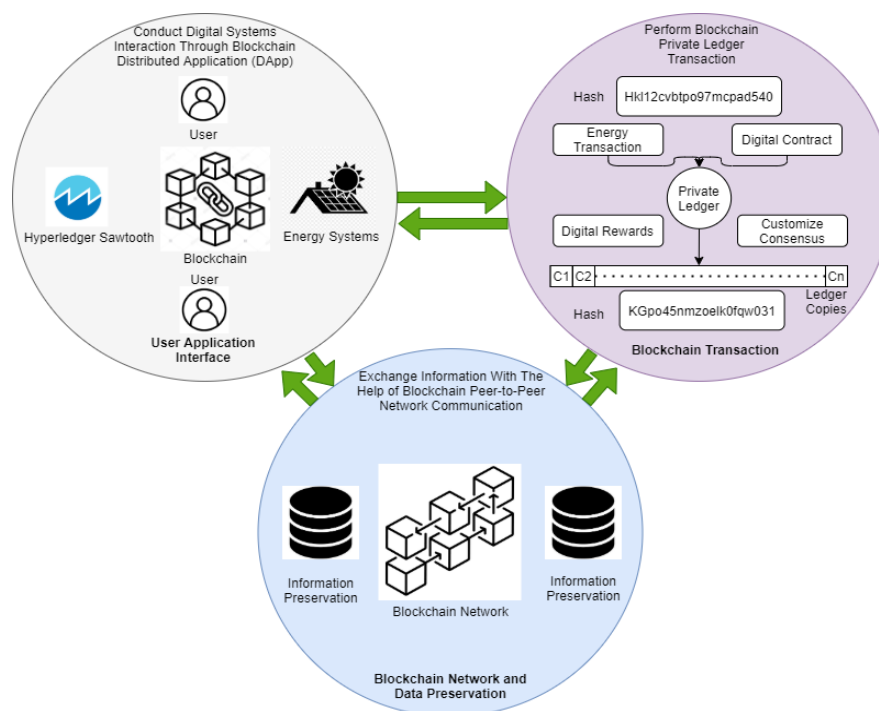 Conduct Digital Systems
Interaction Through Blockchain
Distributed Application (DApp)
User
Hyperledger Sawtooth
Blockchain
Energy Systems
User
User Application
Interface
Perform Blockchain
Private Ledger
Transaction
Hash
Hkl12cvbtpo97mcpad540
Energy
Transaction
Digital Contract
Private
Ledger
Digital Rewards
Customize
Consensus
C1
C2
Cn
Ledger
Copies
Hash
KGpo45nmzoelk0fqw031
Blockchain Transaction
Exchange Information With The
Help of Blockchain Peer-to-Peer
Network Communication
Information
Preservation
Blockchain Network
Information
Preservation
Blockchain Network and
Data Preservation